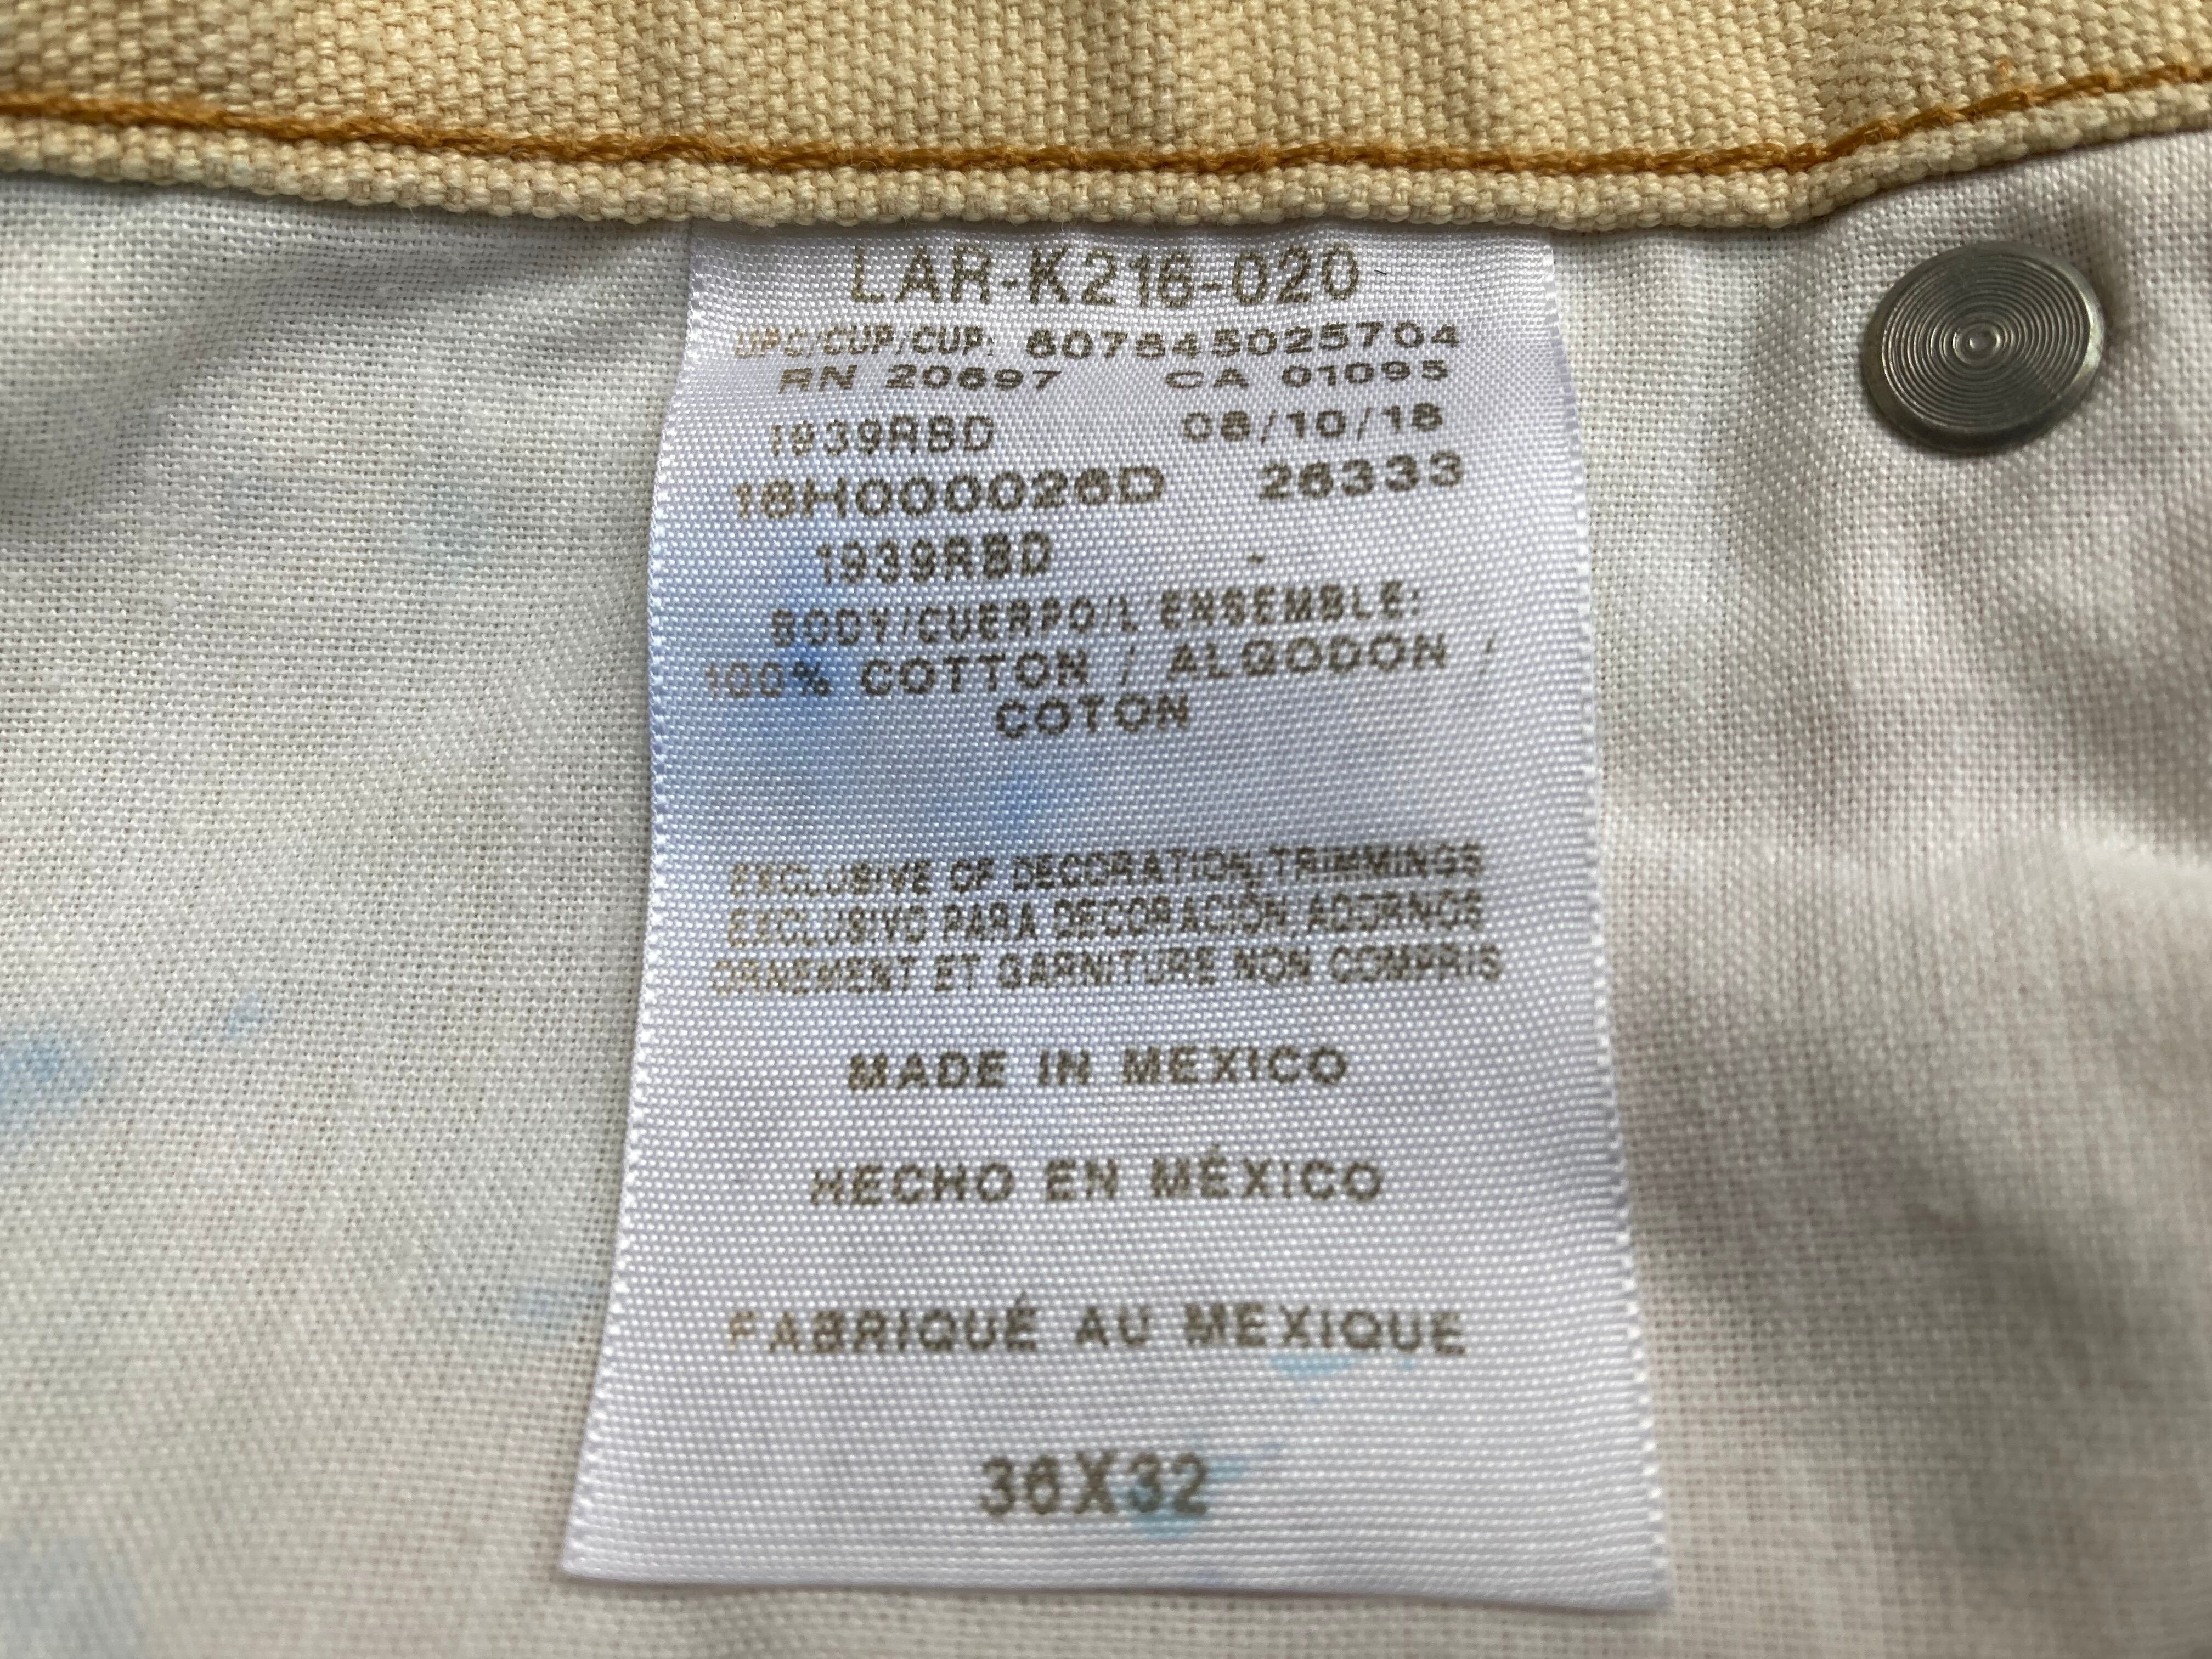 LAR-K216-020
UPC/CUP/CUP: 607645025704
RN 20697 CA 01095
1939RBD 08/10/18
18H000026D 26333
1939RBD -
BODY/CUERPO/L'ENSEMBLE:
100% COTTON / ALGODON /
COTON
EXCLUSIVE OF DECORATION,TRIMMINGS
EXCLUSIVO PARA DECORACIÓN ADORNOS
ORNEMENT ET GARNITURE NON COMPRIS
MADE IN MEXICO
HECHO EN MÉXICO
FABRIQUÉ AU MEXIQUE
36X32